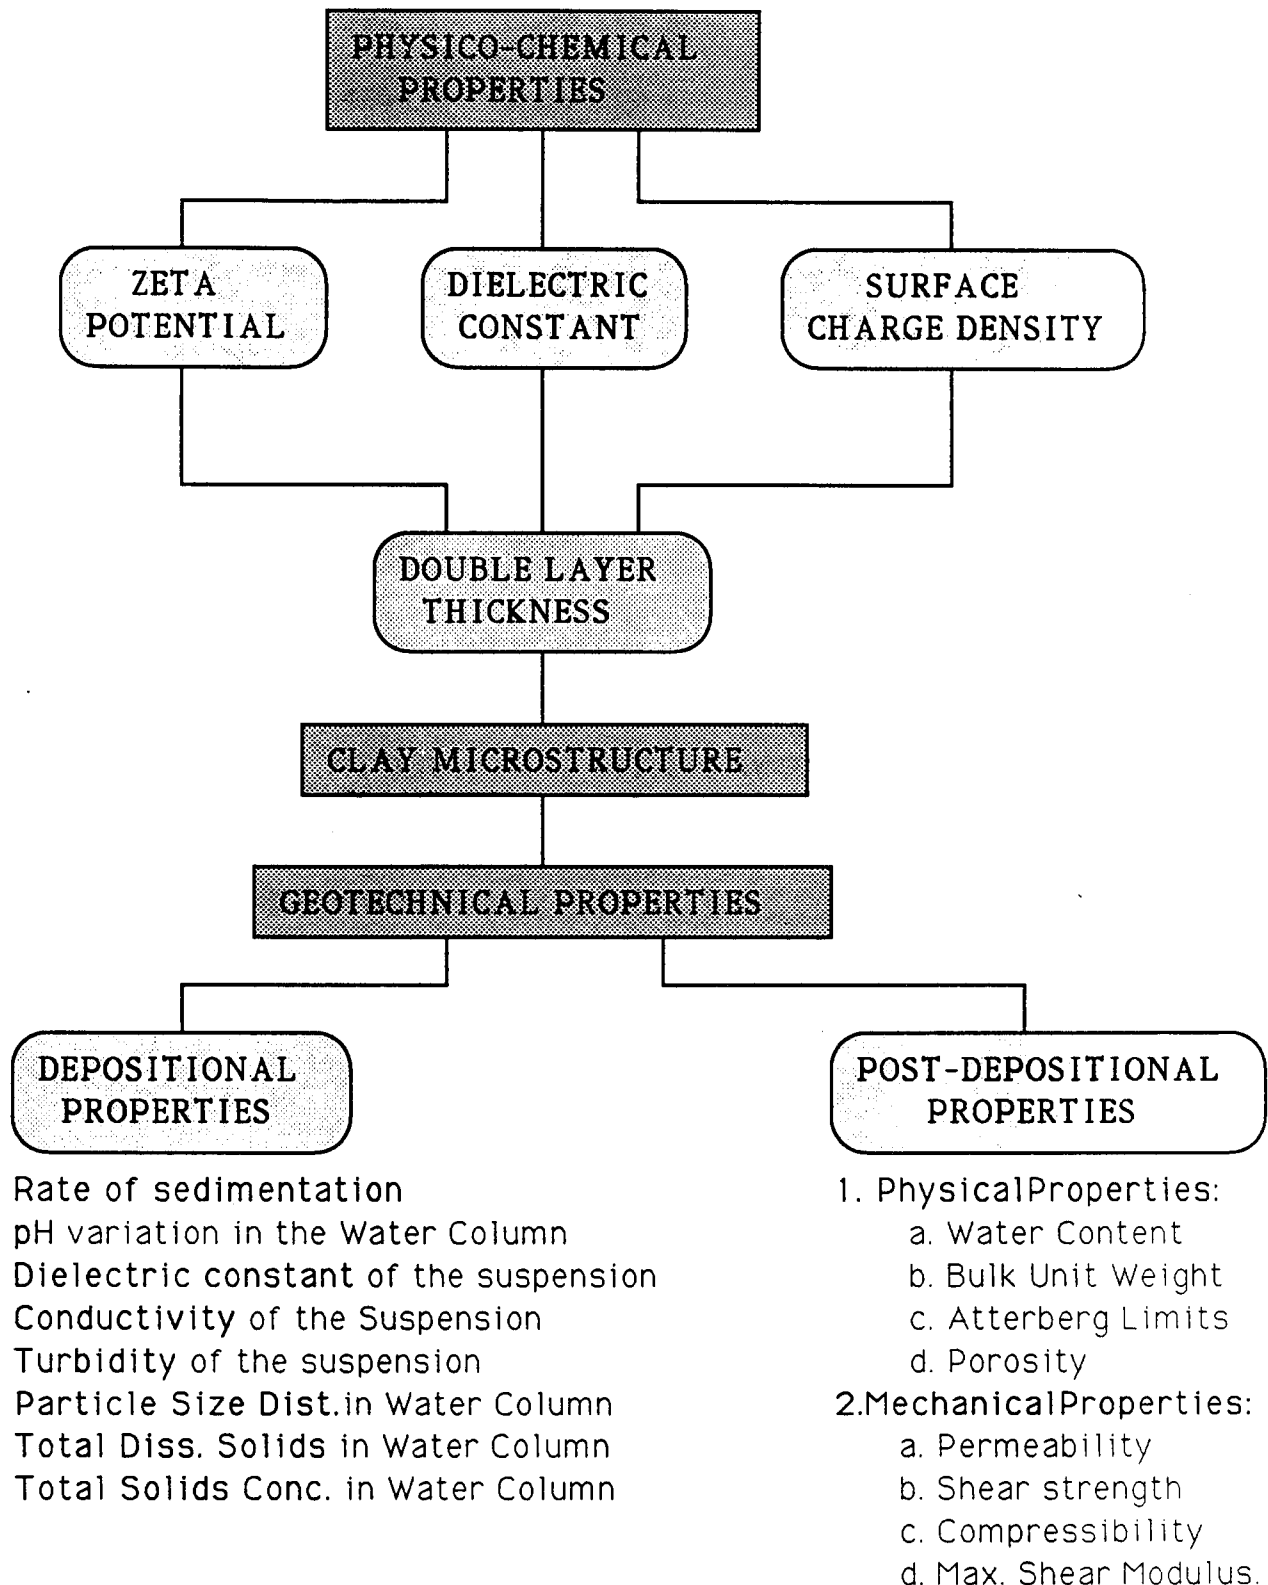 PHYSICO-CHEMICAL
PROPERTIES
ZETA
POTENTIAL
DIELECTRIC
CONSTANT
SURFACE
CHARGE DENSITY
DOUBLE LAYER
THICKNESS
CLAY MICROSTRUCTURE
GEOTECHNICAL PROPERTIES
DEPOSITIONAL
PROPERTIES
Rate of sedimentation
pH variation in the Water Column
Dielectric constant of the suspension
Conductivity of the Suspension
Turbidity of the suspension
Particle Size Dist.in Water Column
Total Diss. Solids in Water Column
Total Solids Conc. in Water Column
POST-DEPOSITIONAL
PROPERTIES
1. PhysicalProperties:
a. Water Content
b. Bulk Unit Weight
c. Atterberg Limits
d. Porosity
2.MechanicalProperties:
a. Permeability
b. Shear strength
c. Compressibility
d. Max. Shear Modulus.